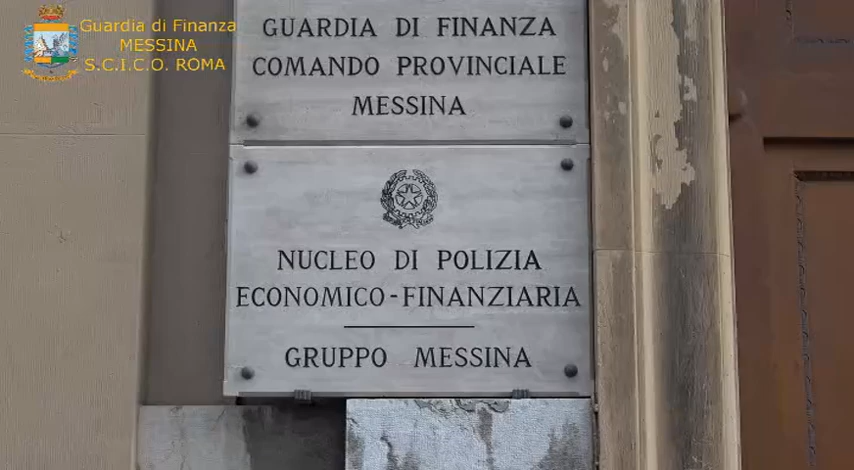 Guardia di Finanza
MESSINA
S.C.I.C.O. ROMA
GUARDIA DI FINANZA
COMANDO PROVINCIALE
MESSINA
NUCLEO DI POLIZIA
ECONOMICO-FINANZIARIA
GRUPPO MESSINA